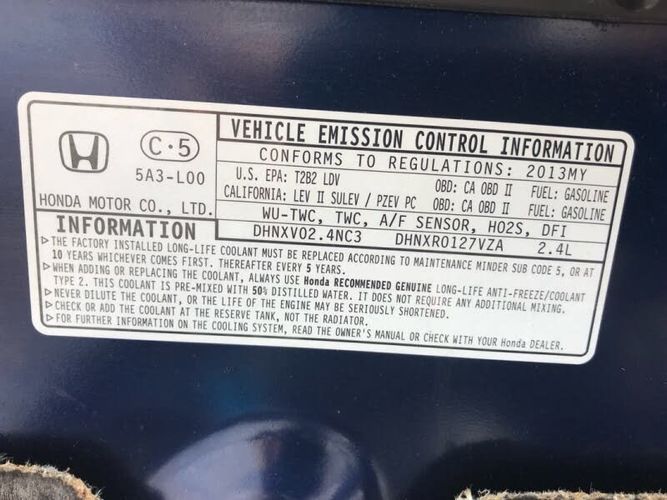 VEHICLE EMISSION CONTROL INFORMATION
C・5
5A3-L00
HONDA MOTOR CO., LTD.
CONFORMS TO REGULATIONS: 2013MY
U.S. EPA: T2B2 LDV OBD: CA OBD II FUEL: GASOLINE
CALIFORNIA: LEV II SULEV / PZEV PC OBD: CA OBD II FUEL: GASOLINE
WU-TWC, TWC, A/F SENSOR, HO2S, DFI
DHNXV02.4NC3 DHNXR0127VZA 2.4L
INFORMATION
▷THE FACTORY INSTALLED LONG-LIFE COOLANT MUST BE REPLACED ACCORDING TO MAINTENANCE MINDER SUB CODE 5, OR AT
10 YEARS WHICHEVER COMES FIRST. THEREAFTER EVERY 5 YEARS.
▷WHEN ADDING OR REPLACING THE COOLANT, ALWAYS USE Honda RECOMMENDED GENUINE LONG-LIFE ANTI-FREEZE/COOLANT
TYPE 2. THIS COOLANT IS PRE-MIXED WITH 50% DISTILLED WATER. IT DOES NOT REQUIRE ANY ADDITIONAL MIXING.
▷NEVER DILUTE THE COOLANT, OR THE LIFE OF THE ENGINE MAY BE SERIOUSLY SHORTENED.
▷CHECK OR ADD THE COOLANT AT THE RESERVE TANK, NOT THE RADIATOR.
▷FOR FURTHER INFORMATION ON THE COOLING SYSTEM, READ THE OWNER'S MANUAL OR CHECK WITH YOUR Honda DEALER.